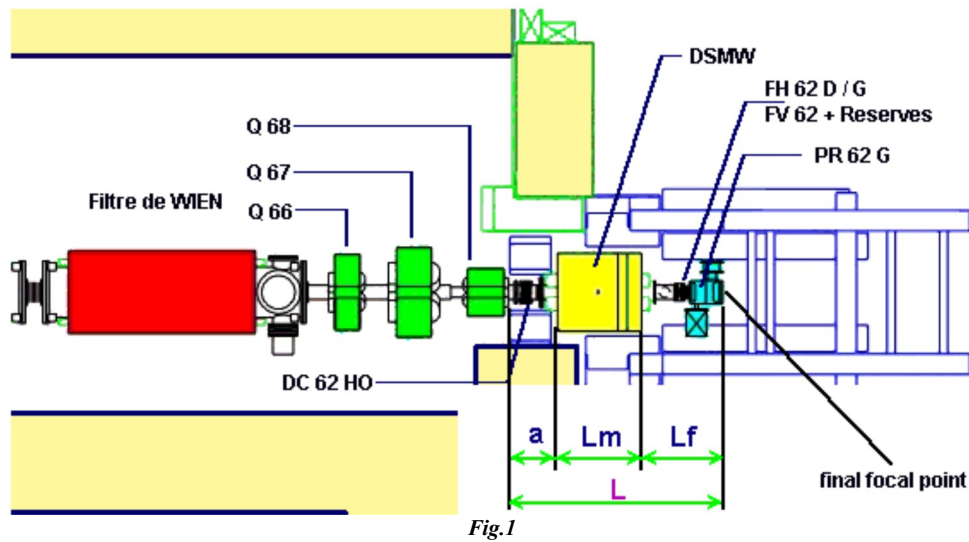 DSMW
FH 62 D / G
FV 62 + Reserves
PR 62 G
Q 68
Q 67
Q 66
Filtre de WIEN
DC 62 HO
a
Lm
Lf
L
final focal point
Fig.1